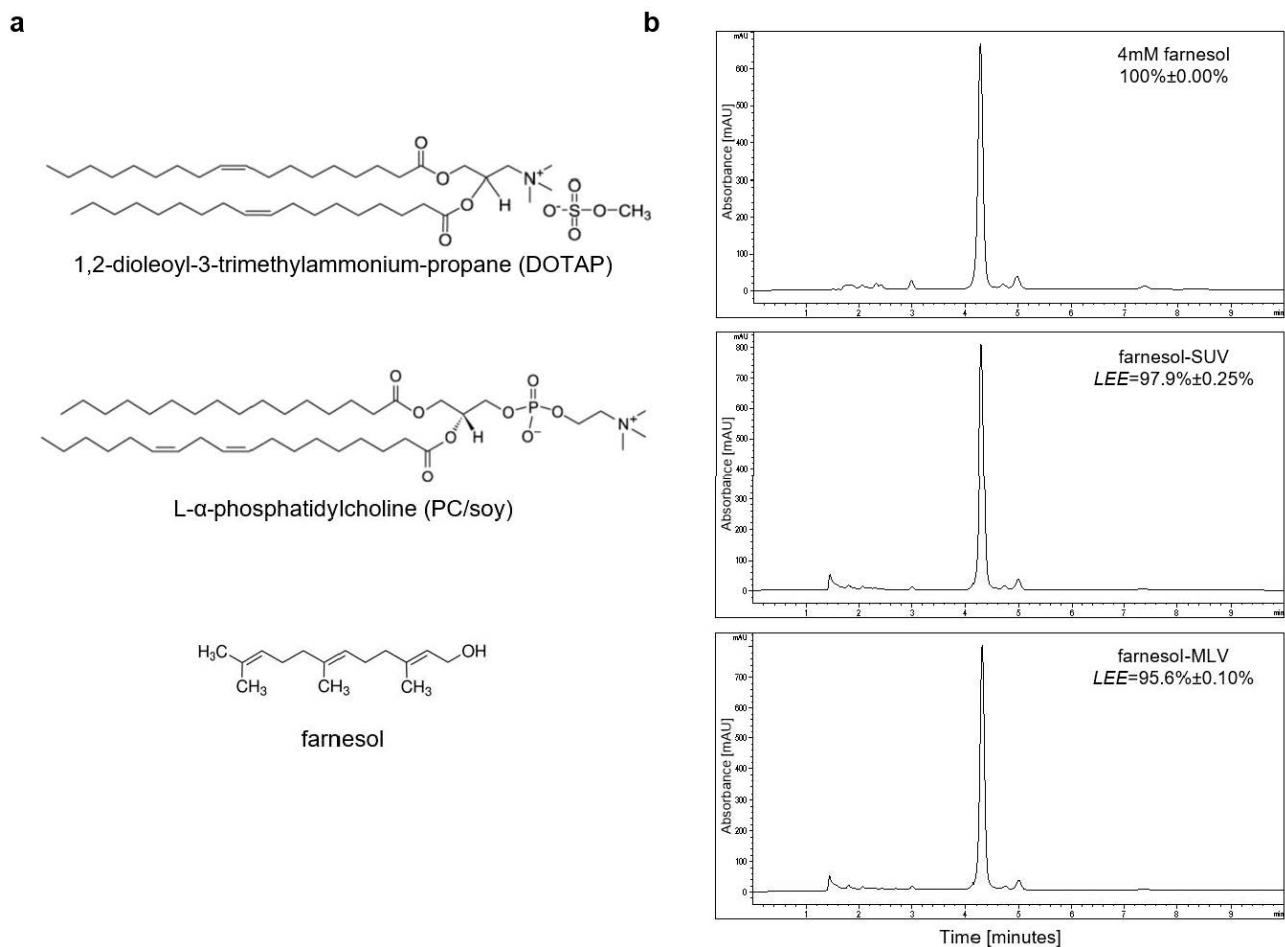 a
O
O
N+
O
H
O
O
O
O-S-O-CH3
O
1,2-dioleoyl-3-trimethylammonium-propane (DOTAP)
O
O
O
O
P
O
O-
N+
H
O
O
L-α-phosphatidylcholine (PC/soy)
H3C
OH
CH3
CH3
CH3
farnesol
b
mAU
4mM farnesol
100%±0.00%
Absorbance [mAU]
600
500
400
300
200
100
0
1 2 3 4 5 6 7 8 9 min
mAU
farnesol-SUV
LEE=97.9%±0.25%
Absorbance [mAU]
800
700
600
500
400
300
200
100
0
1 2 3 4 5 6 7 8 9 min
mAU
farnesol-MLV
LEE=95.6%±0.10%
Absorbance [mAU]
700
600
500
400
300
200
100
0
1 2 3 4 5 6 7 8 9 min
Time [minutes]